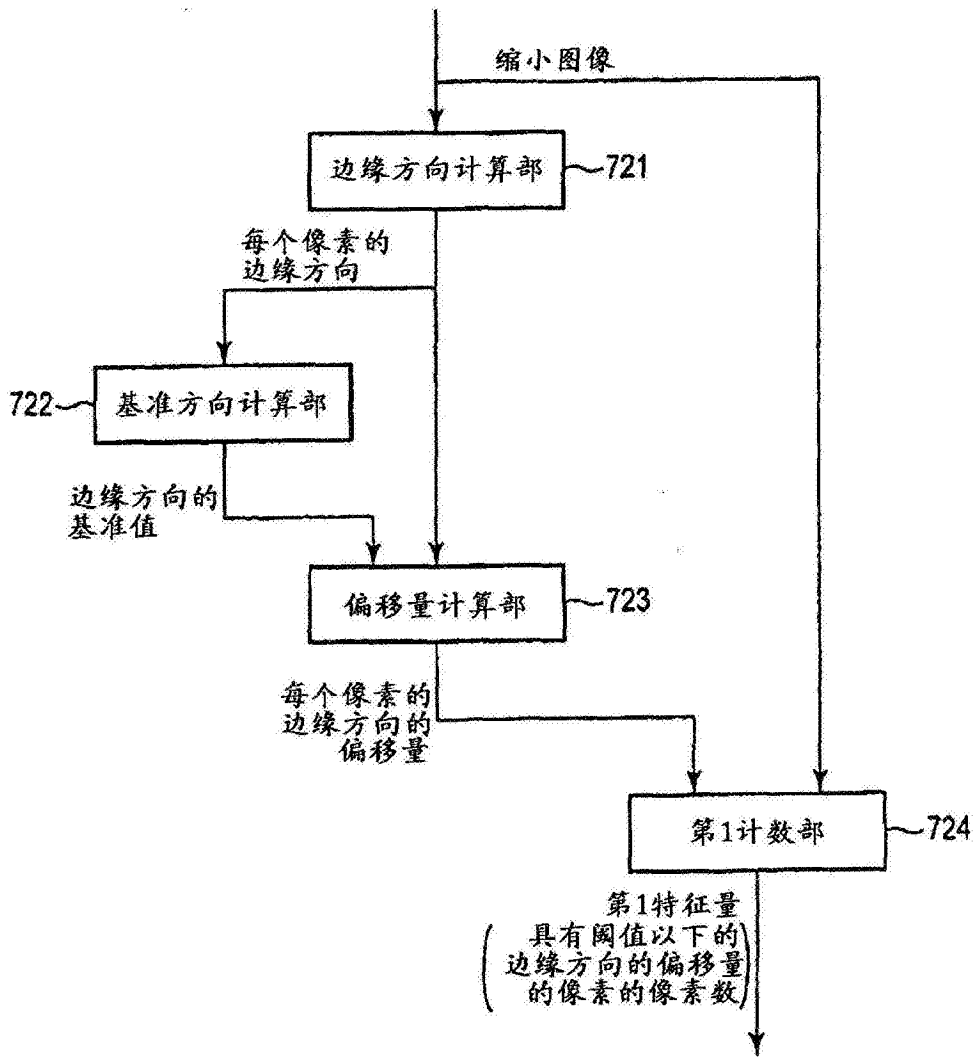 缩小图像
边缘方向计算部
721
每个像素的
边缘方向
722
基准方向计算部
边缘方向的
基准值
偏移量计算部
723
每个像素的
边缘方向的
偏移量
第1计数部
724
第1特征量
(具有阈值以下的
边缘方向的偏移量
的像素的像素数)